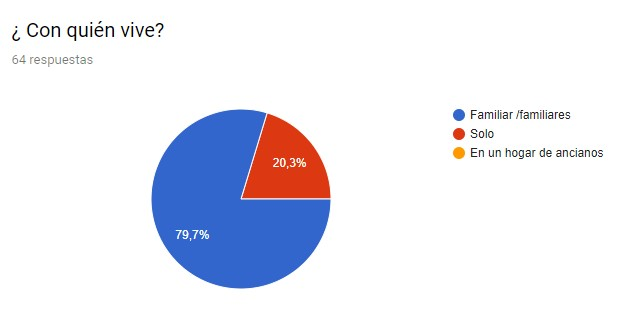 ¿ Con quién vive?
64 respuestas
Familiar /familiares
Solo
En un hogar de ancianos
20,3%
79,7%